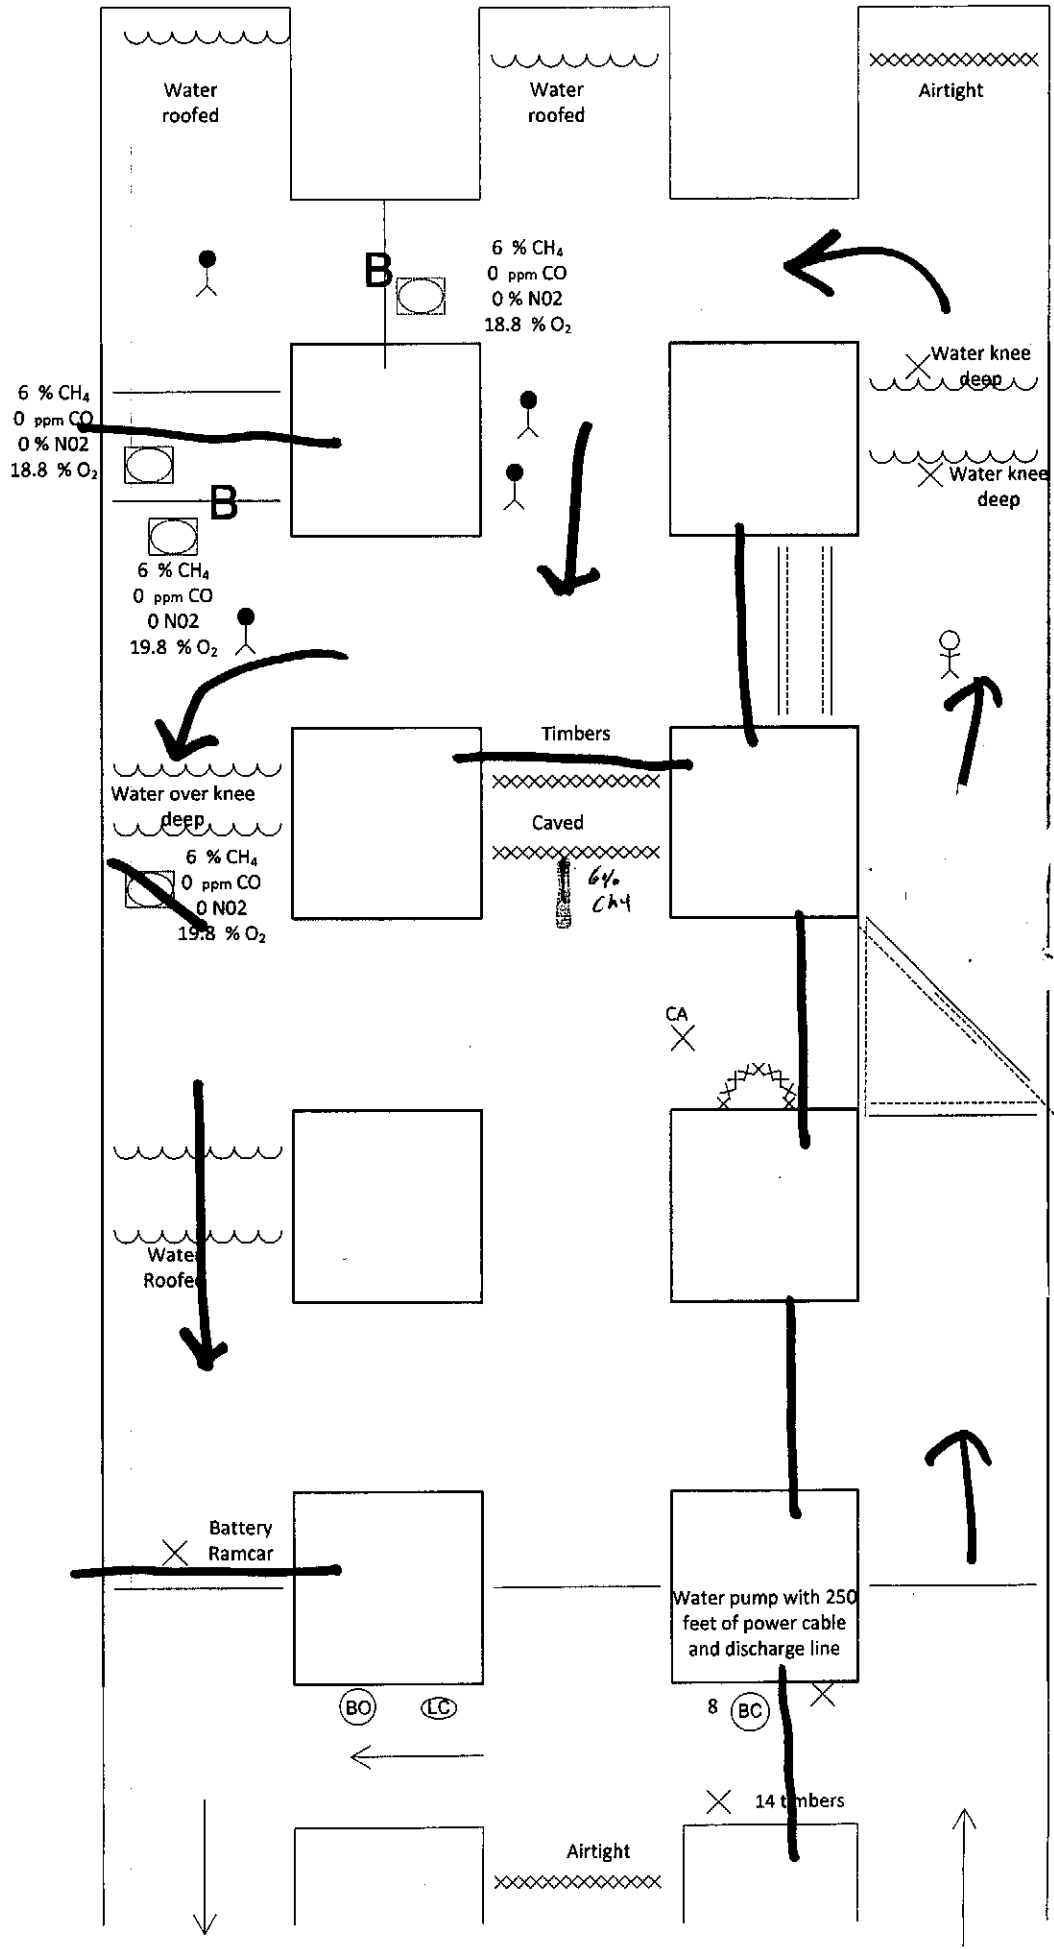 Water
roofed
Water
roofed
Airtight
B
6 % CH₄
0 ppm CO
0 % N02
18.8 % O₂
Water knee
deep
6 % CH₄
0 ppm CO
0 % N02
18.8 % O₂
Water knee
deep
B
6 % CH₄
0 ppm CO
0 N02
19.8 % O₂
Timbers
Water over knee
deep
Caved
6 % CH₄
0 ppm CO
0 N02
19.8 % O₂
6%
CH4
CA
Water
Roofed
Battery
Ramcar
Water pump with 250
feet of power cable
and discharge line
BO
LC
8
BC
14 timbers
Airtight